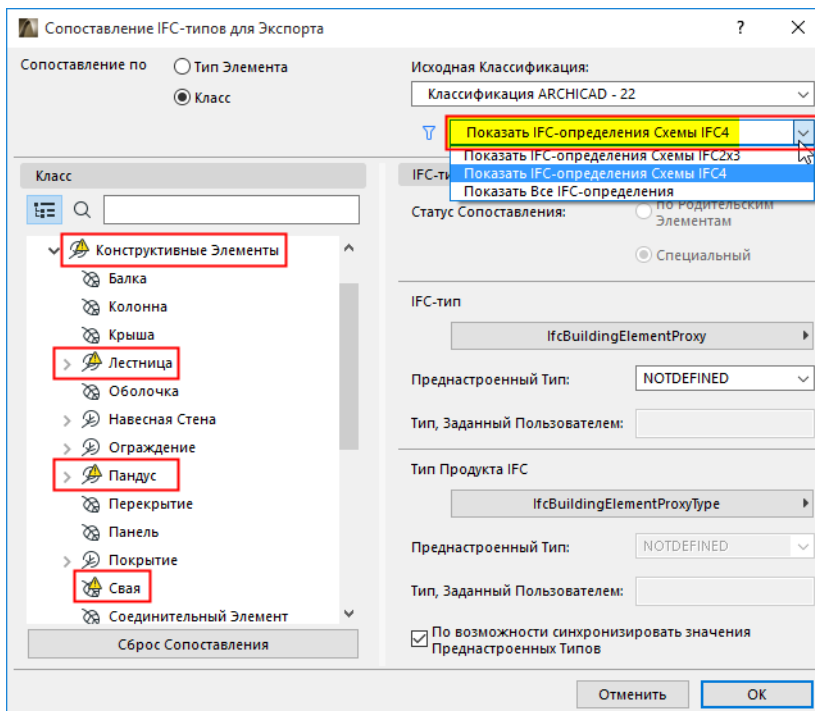 Сопоставление IFC-типов для Экспорта
?
Сопоставление по
Тип Элемента
Класс
Исходная Классификация:
Классификация ARCHICAD - 22
Показать IFC-определения Схемы IFC4
Показать IFC-определения Схемы IFC2x3
Показать IFC-определения Схемы IFC4
Показать Все IFC-определения
Класс
Конструктивные Элементы
Балка
Колонна
Крыша
Лестница
Оболочка
Навесная Стена
Ограждение
Пандус
Перекрытие
Панель
Покрытие
Свая
Соединительный Элемент
Сброс Сопоставления
Статус Сопоставления:
по Родительским
Элементам
Специальный
IFC-тип
IfcBuildingElementProxy
Преднастроенный Тип:
NOTDEFINED
Тип, Заданный Пользователем:
Тип Продукта IFC
IfcBuildingElementProxyType
Преднастроенный Тип:
NOTDEFINED
Тип, Заданный Пользователем:
По возможности синхронизировать значения
Преднастроенных Типов
Отменить
OK